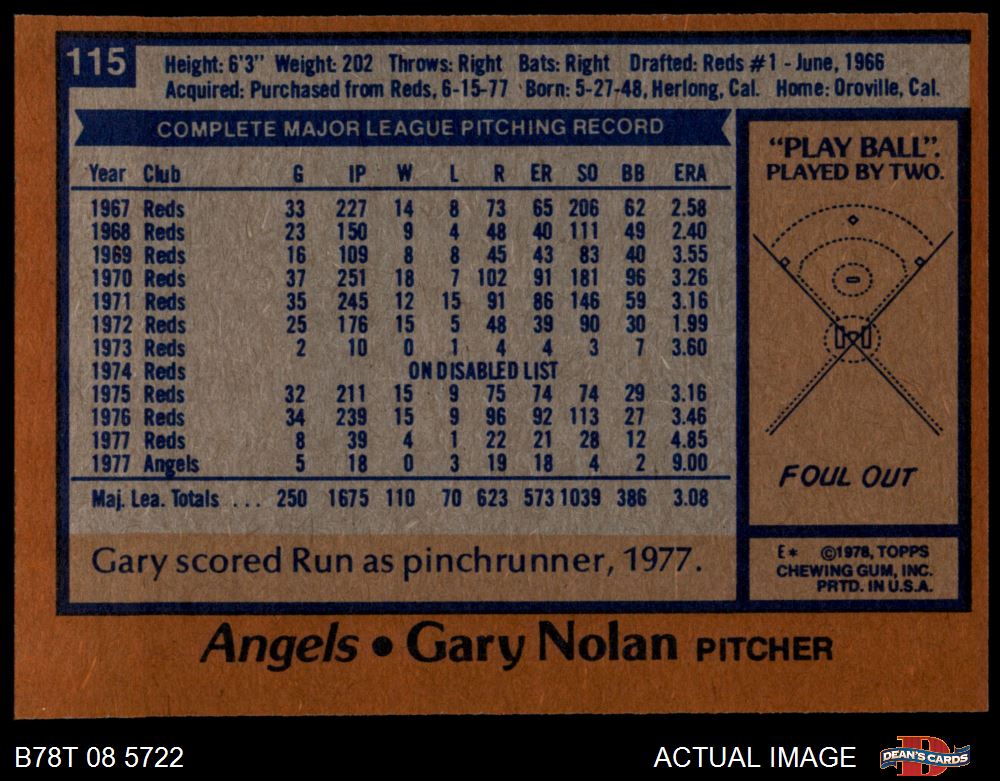 115
Height: 6'3" Weight: 202 Throws: Right Bats: Right Drafted: Reds #1 - June, 1966
Acquired: Purchased from Reds, 6-15-77 Born: 5-27-48, Herlong, Cal. Home: Oroville, Cal.
COMPLETE MAJOR LEAGUE PITCHING RECORD
Year Club G IP W L R ER SO BB ERA
1967 Reds 33 227 14 8 73 65 206 62 2.58
1968 Reds 23 150 9 4 48 40 111 49 2.40
1969 Reds 16 109 8 8 45 43 83 40 3.55
1970 Reds 37 251 18 7 102 91 181 96 3.26
1971 Reds 35 245 12 15 91 86 146 59 3.16
1972 Reds 25 176 15 5 48 39 90 30 1.99
1973 Reds 2 10 0 1 4 4 3 7 3.60
1974 Reds ON DISABLED LIST
1975 Reds 32 211 15 9 75 74 74 29 3.16
1976 Reds 34 239 15 9 96 92 113 27 3.46
1977 Reds 8 39 4 1 22 21 28 12 4.85
1977 Angels 5 18 0 3 19 18 4 2 9.00
Maj. Lea. Totals ... 250 1675 110 70 623 573 1039 386 3.08
Gary scored Run as pinchrunner, 1977.
"PLAY BALL".
PLAYED BY TWO.
FOUL OUT
E* ©1978, TOPPS
CHEWING GUM, INC.
PRTD. IN U.S.A.
Angels • Gary Nolan PITCHER
B78T 08 5722
ACTUAL IMAGE
DEAN'S CARDS